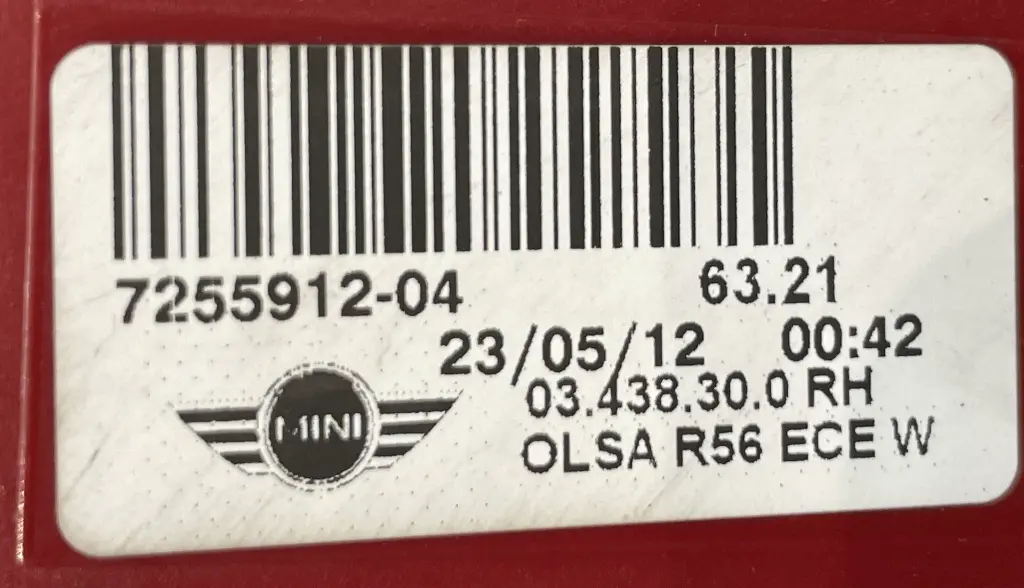 7255912-04 63.21
23/05/12 00:42
03.438.30.0 RH
OLSA R56 ECE W
MINI